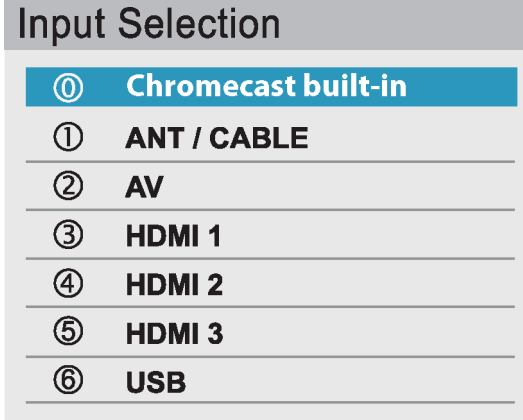 Input Selection
⓪ Chromecast built-in
① ANT / CABLE
② AV
③ HDMI 1
④ HDMI 2
⑤ HDMI 3
⑥ USB